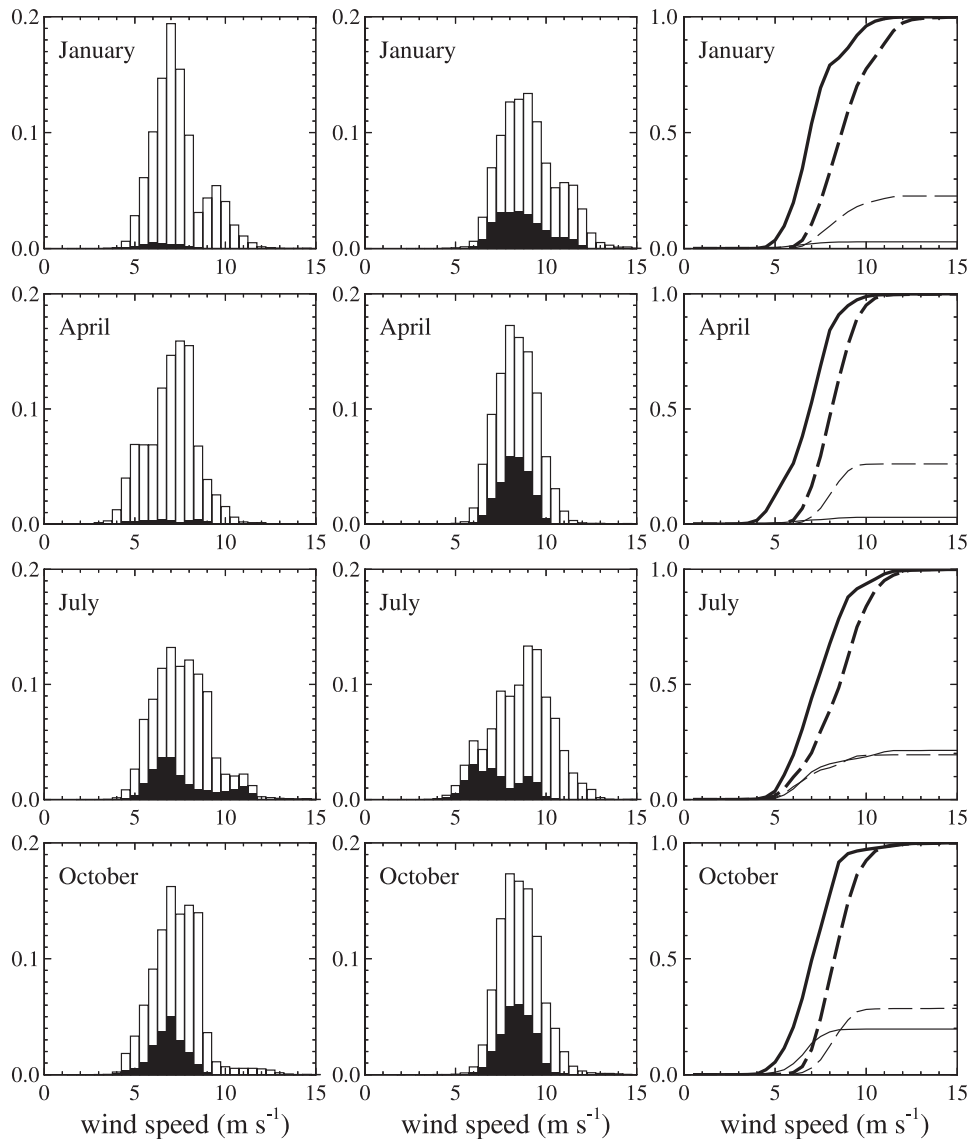 0.2 0.2 1.0
January January January
0.1 0.1 0.5
0.0 0.0 0.0
0 5 10 15 0 5 10 15 0 5 10 15
0.2 0.2 1.0
April April April
0.1 0.1 0.5
0.0 0.0 0.0
0 5 10 15 0 5 10 15 0 5 10 15
0.2 0.2 1.0
July July July
0.1 0.1 0.5
0.0 0.0 0.0
0 5 10 15 0 5 10 15 0 5 10 15
0.2 0.2 1.0
October October October
0.1 0.1 0.5
0.0 0.0 0.0
0 5 10 15 0 5 10 15 0 5 10 15
wind speed (m s⁻¹) wind speed (m s⁻¹) wind speed (m s⁻¹)